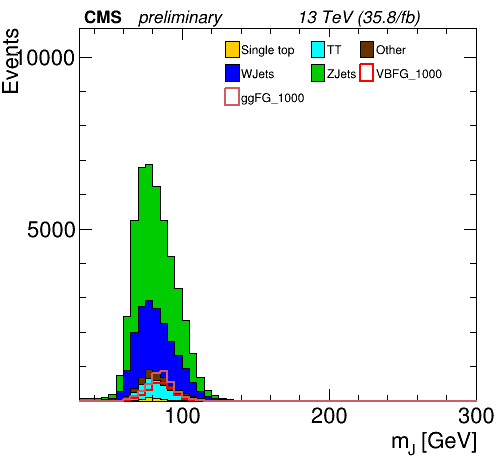 CMS preliminary 13 TeV (35.8/fb)
Events
10000
5000
Single top TT Other
WJets ZJets VBFG_1000
ggFG_1000
100 200 300
m_J [GeV]